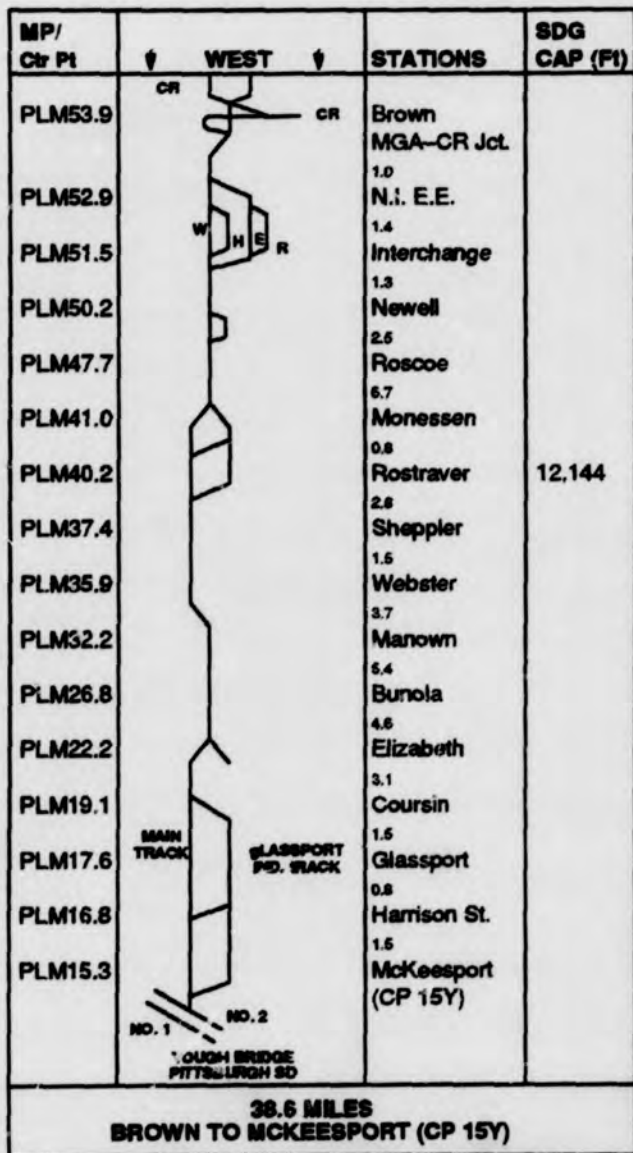 MP/ Ctr Pt WEST STATIONS SDG CAP (Ft)
CR
PLM53.9 CR Brown
MGA-CR Jct.
1.0
PLM52.9 N.I. E.E.
W H E R
1.4
PLM51.5 Interchange
1.3
PLM50.2 Newell
2.5
PLM47.7 Roscoe
6.7
PLM41.0 Monessen
0.8
PLM40.2 Rostraver 12,144
2.8
PLM37.4 Sheppler
1.5
PLM35.9 Webster
3.7
PLM32.2 Manown
5.4
PLM26.8 Bunola
4.6
PLM22.2 Elizabeth
3.1
PLM19.1 Coursin
MAIN TRACK
GLASSPORT IND. TRACK
1.5
PLM17.6 Glassport
0.8
PLM16.8 Harrison St.
1.5
PLM15.3 McKeesport
(CP 15Y)
NO. 1 NO. 2
YOUGH BRIDGE
PITTSBURGH SD
38.6 MILES
BROWN TO MCKEESPORT (CP 15Y)